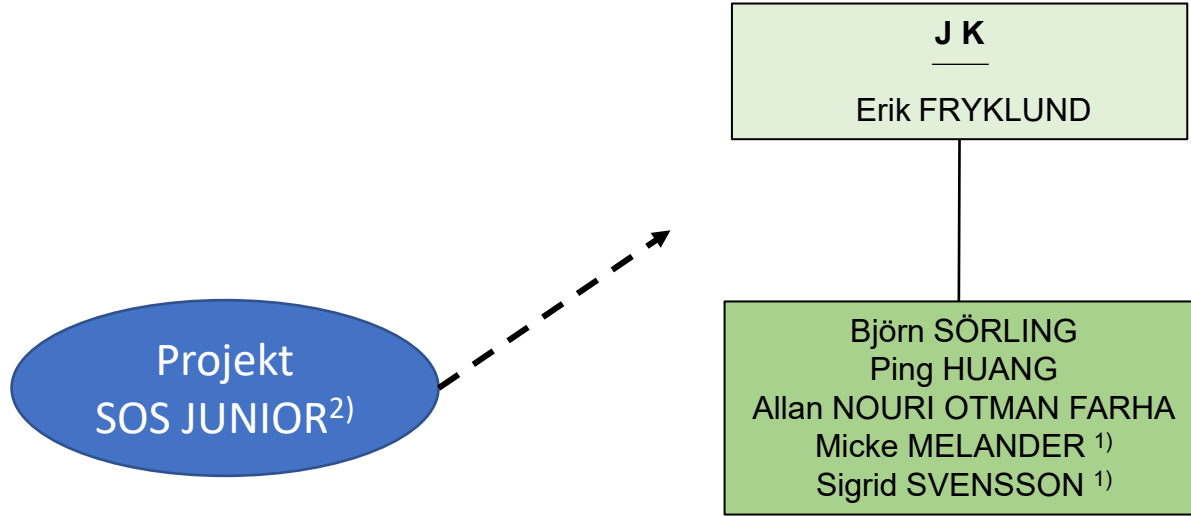 J K
Erik FRYKLUND
Projekt
SOS JUNIOR2)
Björn SÖRLING
Ping HUANG
Allan NOURI OTMAN FARHA
Micke MELANDER 1)
Sigrid SVENSSON 1)